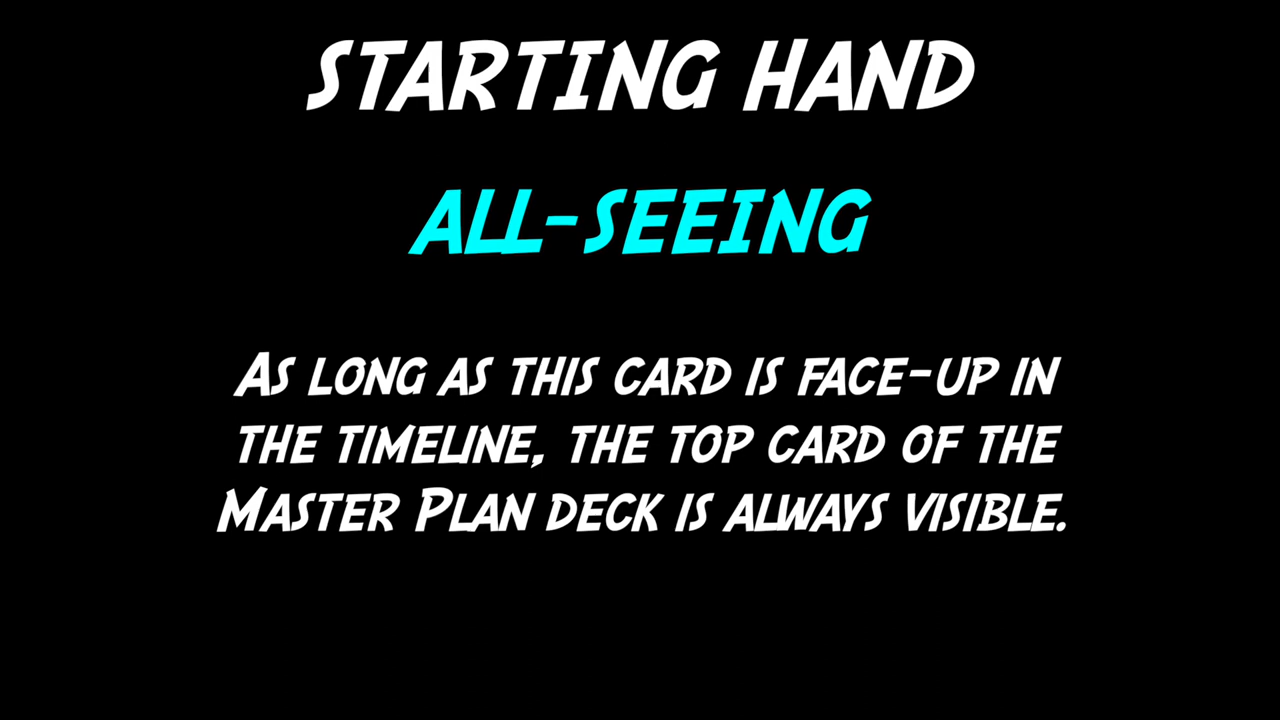 STARTING HAND
ALL-SEEING
AS LONG AS THIS CARD IS FACE-UP IN
THE TIMELINE, THE TOP CARD OF THE
MASTER PLAN DECK IS ALWAYS VISIBLE.